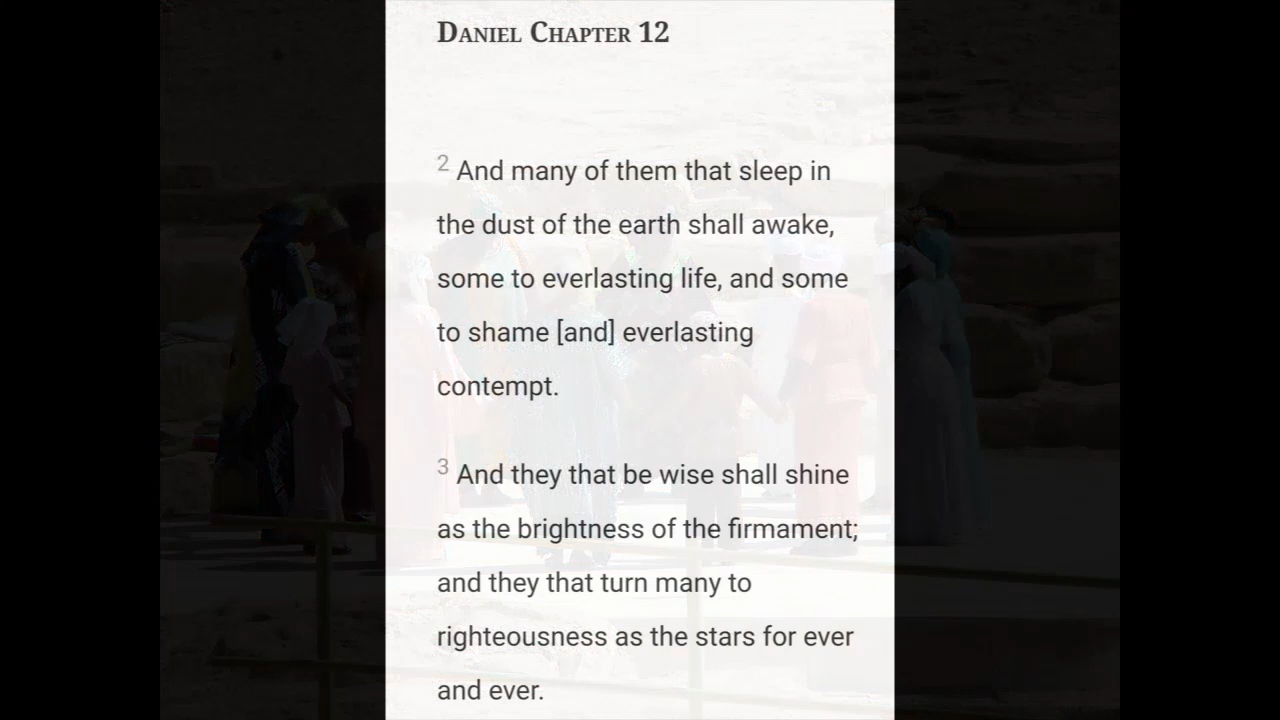 Daniel Chapter 12
2 And many of them that sleep in
the dust of the earth shall awake,
some to everlasting life, and some
to shame [and] everlasting
contempt.
3 And they that be wise shall shine
as the brightness of the firmament;
and they that turn many to
righteousness as the stars for ever
and ever.